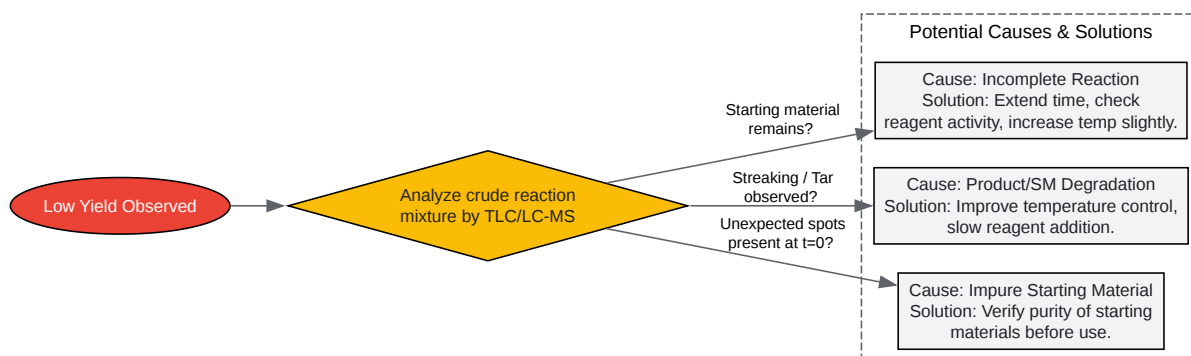 Low Yield Observed
Analyze crude reaction
mixture by TLC/LC-MS
Starting material
remains?
Streaking / Tar
observed?
Unexpected spots
present at t=0?
Potential Causes & Solutions
Cause: Incomplete Reaction
Solution: Extend time, check
reagent activity, increase temp slightly.
Cause: Product/SM Degradation
Solution: Improve temperature control,
slow reagent addition.
Cause: Impure Starting Material
Solution: Verify purity of starting
materials before use.